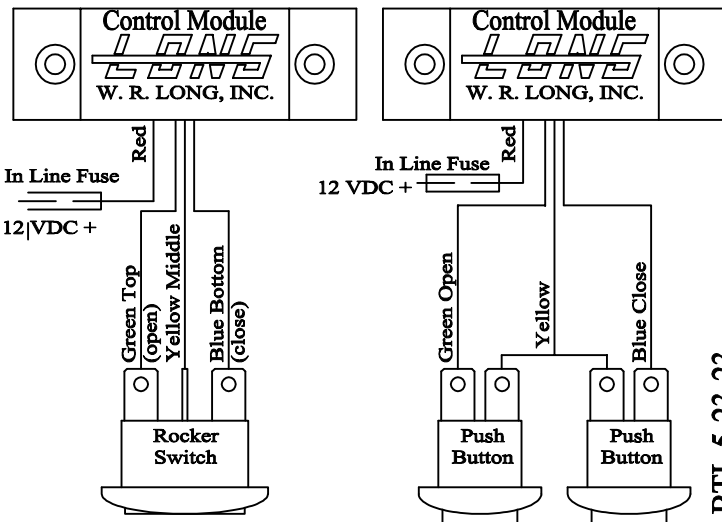 Control Module
LONG
W. R. LONG, INC.
Red
In Line Fuse
12 VDC +
Green Top
(open)
Yellow Middle
Blue Bottom
(close)
Rocker
Switch
Control Module
LONG
W. R. LONG, INC.
Red
In Line Fuse
12 VDC +
Green Open
Yellow
Blue Close
Push
Button
Push
Button